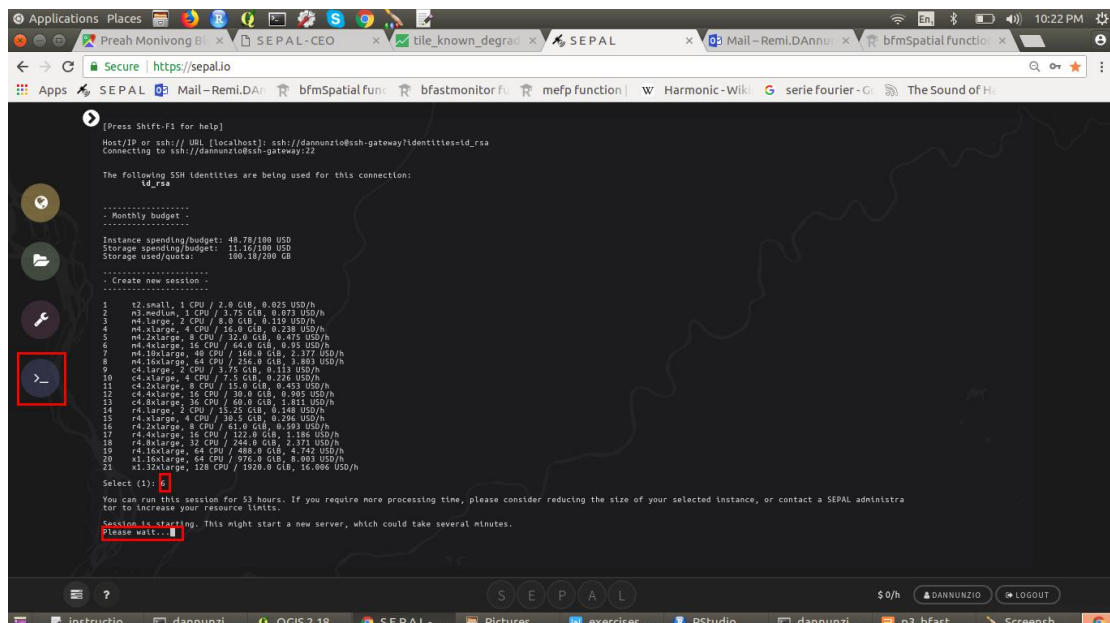 Applications Places En 10:22 PM
Preah Monivong Bl SEPAL-CEO tile_known_degrad SEPAL Mail – Remi.DAnnu bfmSpatial function
Secure https://sepal.io
Apps SEPAL Mail – Remi.DAn bfmSpatial func bfastmonitor fu mefp function | Harmonic - Wiki serie fourier - G The Sound of H
[Press Shift-F1 for help]
Host/IP or ssh:// URL [localhost]: ssh://dannunzio@ssh-gateway?identities=id_rsa
Connecting to ssh://dannunzio@ssh-gateway:22
The following SSH identities are being used for this connection:
id_rsa
-----------------
- Monthly budget -
-----------------
Instance spending/budget: 48.78/100 USD
Storage spending/budget: 11.16/100 USD
Storage used/quota: 100.18/200 GB
---------------------
- Create new session -
---------------------
1 t2.small, 1 CPU / 2.0 GiB, 0.025 USD/h
2 m3.medium, 1 CPU / 3.75 GiB, 0.073 USD/h
3 m4.large, 2 CPU / 8.0 GiB, 0.119 USD/h
4 m4.xlarge, 4 CPU / 16.0 GiB, 0.238 USD/h
5 m4.2xlarge, 8 CPU / 32.0 GiB, 0.475 USD/h
6 m4.4xlarge, 16 CPU / 64.0 GiB, 0.95 USD/h
7 m4.10xlarge, 40 CPU / 160.0 GiB, 2.377 USD/h
8 m4.16xlarge, 64 CPU / 256.0 GiB, 3.803 USD/h
9 c4.large, 2 CPU / 3.75 GiB, 0.113 USD/h
10 c4.xlarge, 4 CPU / 7.5 GiB, 0.226 USD/h
11 c4.2xlarge, 8 CPU / 15.0 GiB, 0.453 USD/h
12 c4.4xlarge, 16 CPU / 30.0 GiB, 0.905 USD/h
13 c4.8xlarge, 36 CPU / 60.0 GiB, 1.811 USD/h
14 r4.large, 2 CPU / 15.25 GiB, 0.148 USD/h
15 r4.xlarge, 4 CPU / 30.5 GiB, 0.296 USD/h
16 r4.2xlarge, 8 CPU / 61.0 GiB, 0.593 USD/h
17 r4.4xlarge, 16 CPU / 122.0 GiB, 1.186 USD/h
18 r4.8xlarge, 32 CPU / 244.0 GiB, 2.371 USD/h
19 r4.16xlarge, 64 CPU / 488.0 GiB, 4.742 USD/h
20 x1.16xlarge, 64 CPU / 976.0 GiB, 8.003 USD/h
21 x1.32xlarge, 128 CPU / 1920.0 GiB, 16.006 USD/h
Select (1): 6
You can run this session for 53 hours. If you require more processing time, please consider reducing the size of your selected instance, or contact a SEPAL administra
tor to increase your resource limits.
Session is starting. This might start a new server, which could take several minutes.
Please wait...
? S E P A L $ 0/h DANNUNZIO LOGOUT
instructio dannunzi QGIS 2.18 SEPAL - Pictures exercises RStudio dannunzi p3_bfast Screensh